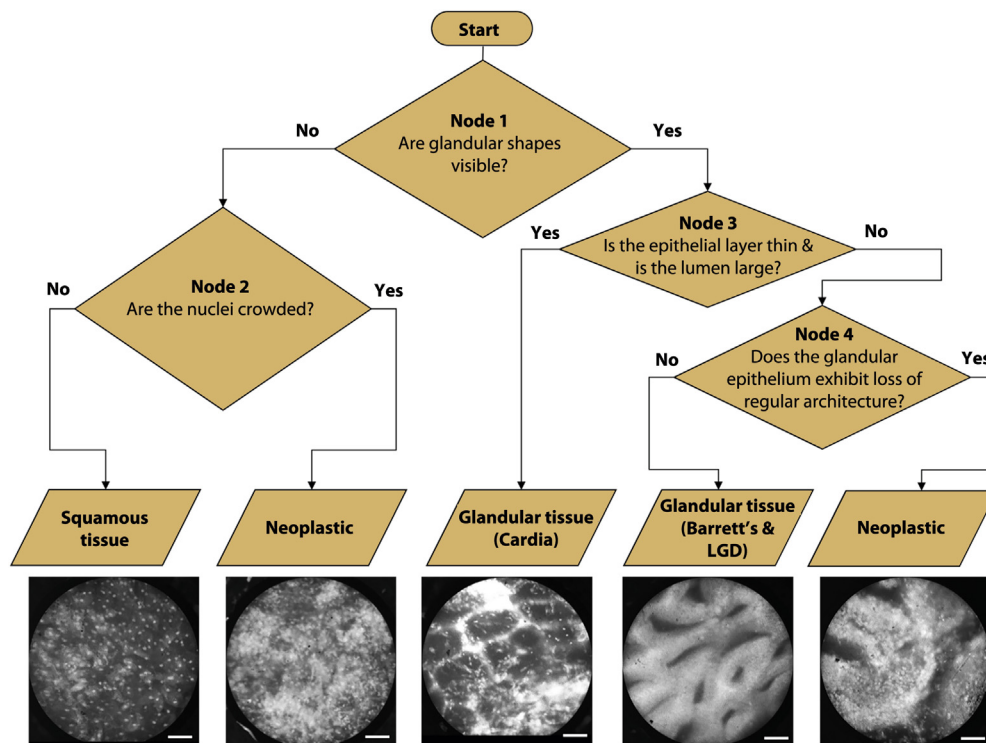 Start
Node 1
Are glandular shapes
visible?
No
Yes
Node 2
Are the nuclei crowded?
No
Yes
Node 3
Is the epithelial layer thin &
is the lumen large?
Yes
No
Node 4
Does the glandular
epithelium exhibit loss of
regular architecture?
No
Yes
Squamous
tissue
Neoplastic
Glandular tissue
(Cardia)
Glandular tissue
(Barrett's &
LGD)
Neoplastic